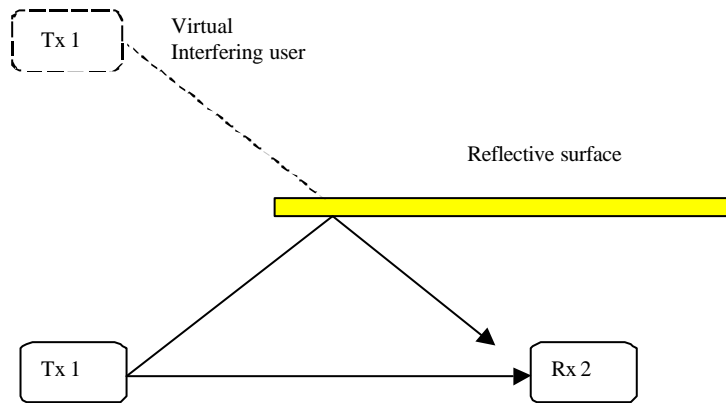 Tx 1
Virtual
Interfering user
Reflective surface
Tx 1
Rx 2